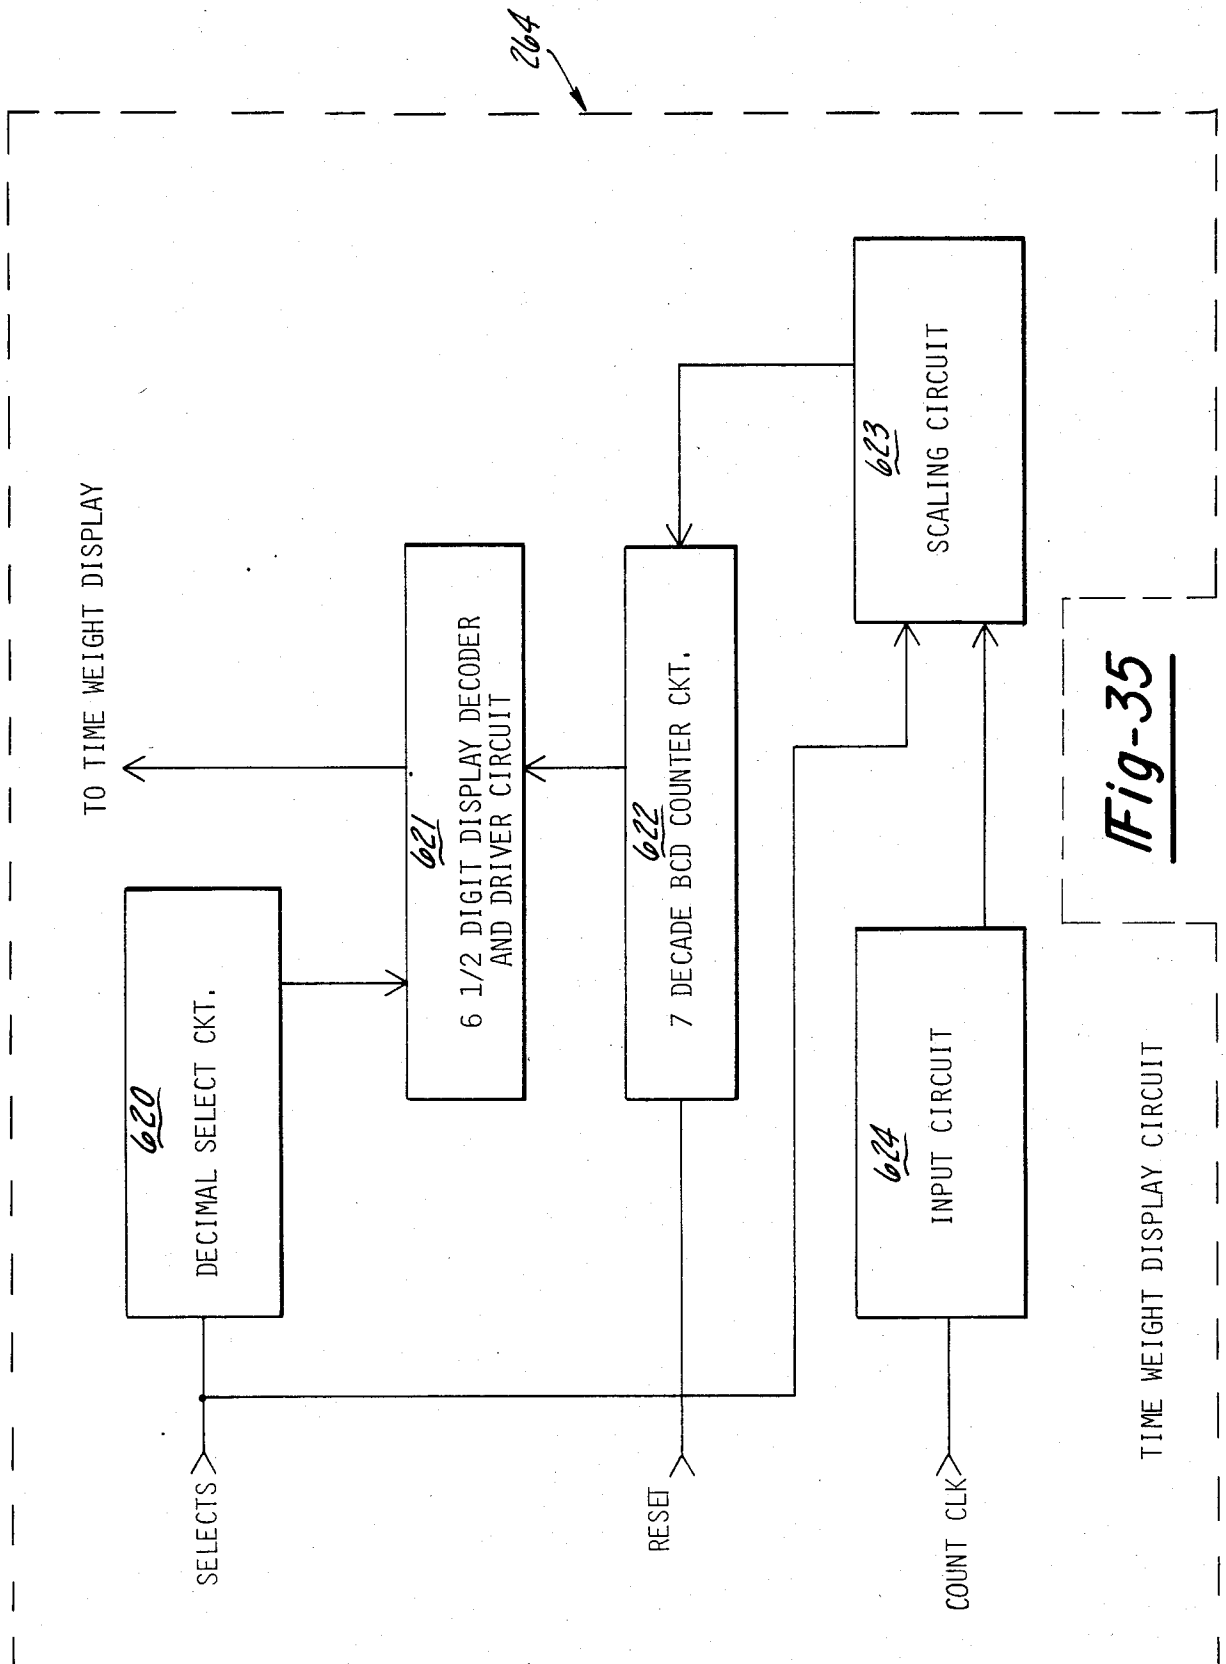 264
TO TIME WEIGHT DISPLAY
620
DECIMAL SELECT CKT.
621
6 1/2 DIGIT DISPLAY DECODER
AND DRIVER CIRCUIT
SELECTS
622
7 DECADE BCD COUNTER CKT.
RESET
623
SCALING CIRCUIT
624
INPUT CIRCUIT
COUNT CLK
Fig-35
TIME WEIGHT DISPLAY CIRCUIT